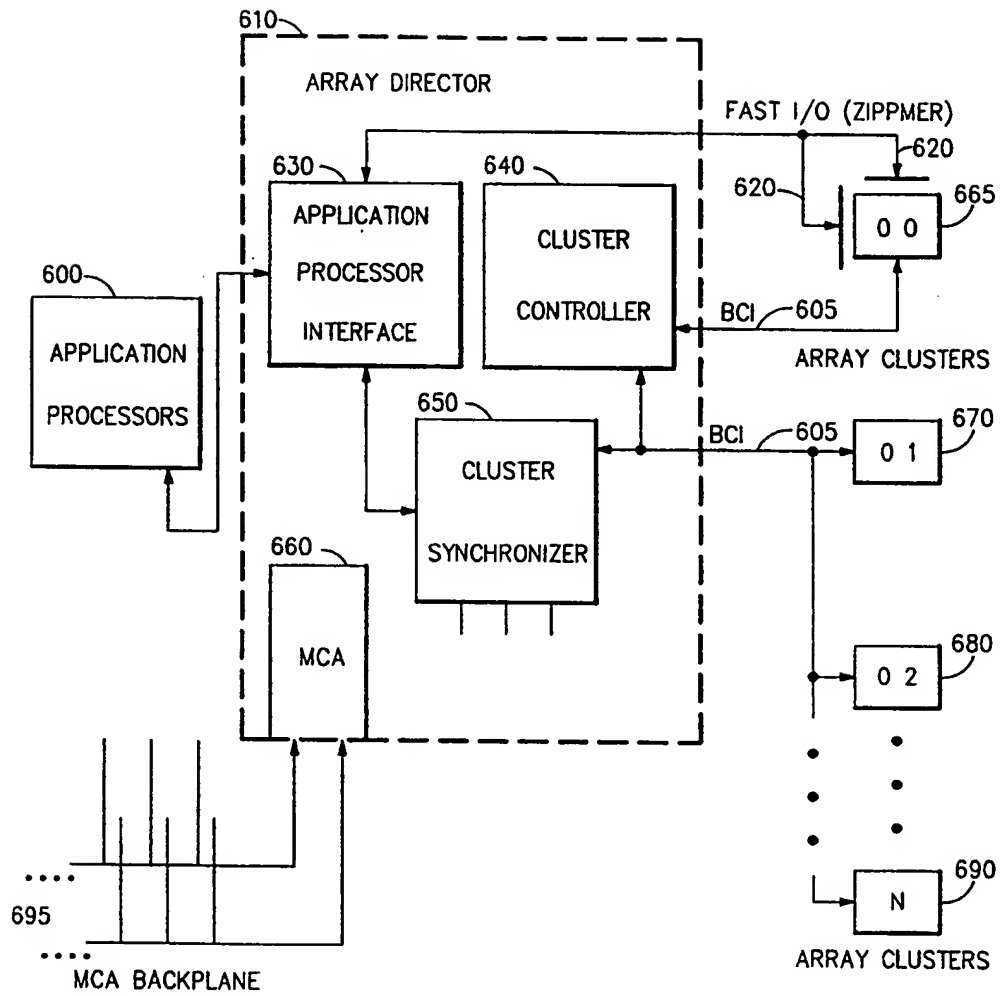 610
ARRAY DIRECTOR
FAST I/O (ZIPPMER)
620
630
640
620
665
APPLICATION
PROCESSOR
INTERFACE
CLUSTER
CONTROLLER
0 0
600
BCI
605
APPLICATION
PROCESSORS
ARRAY CLUSTERS
650
BCI
605
670
CLUSTER
SYNCHRONIZER
0 1
660
MCA
680
0 2
690
N
695
MCA BACKPLANE
ARRAY CLUSTERS